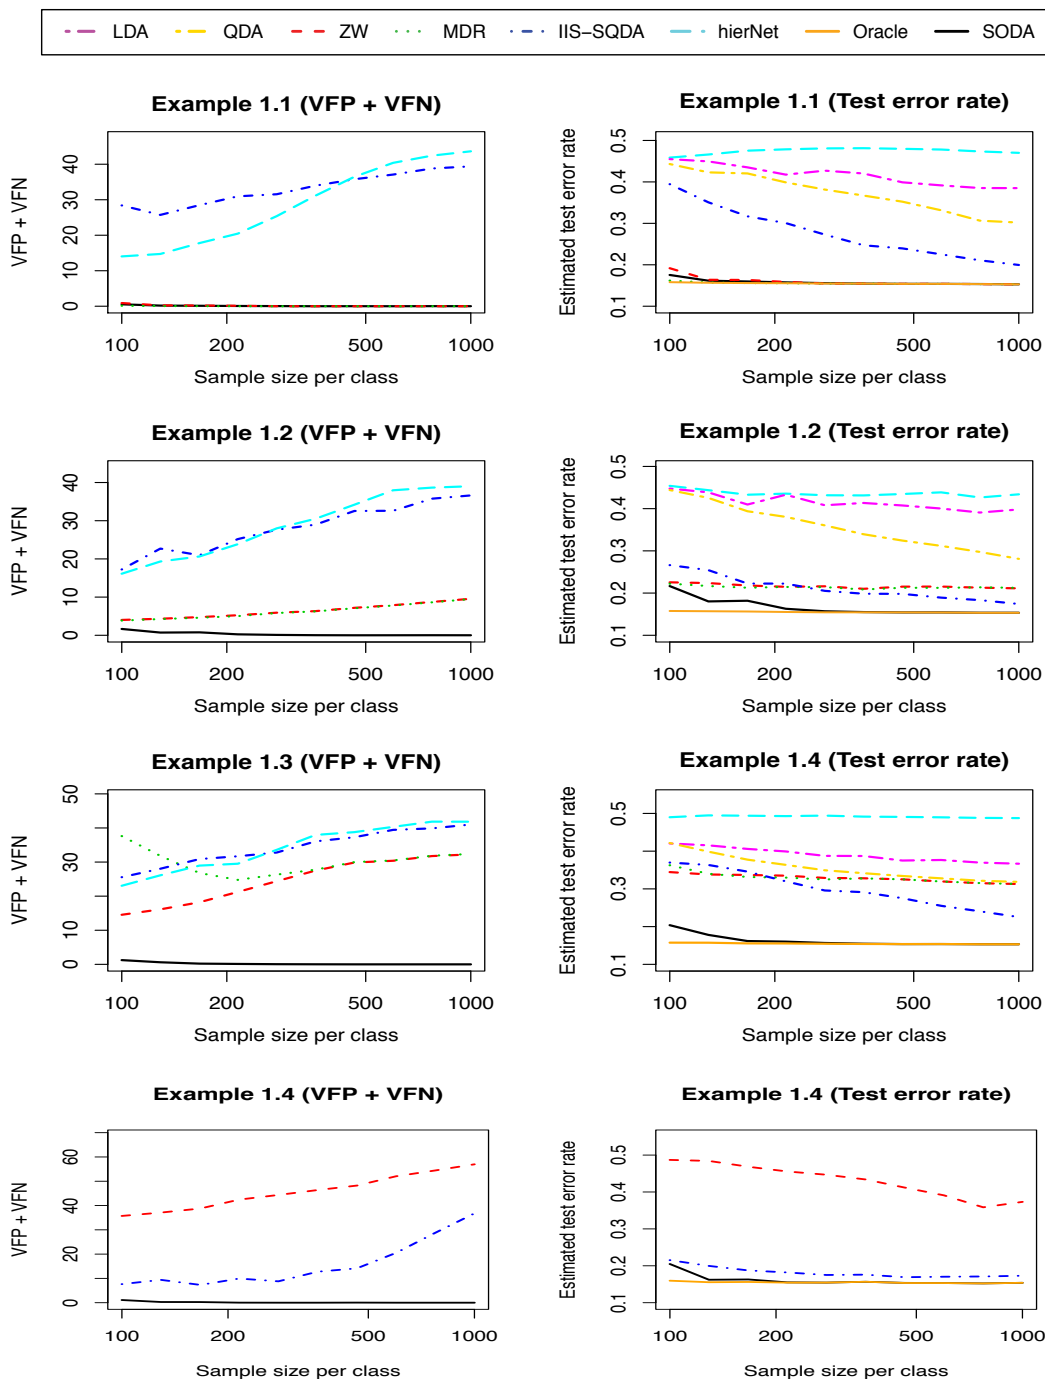 LDA QDA ZW MDR IIS−SQDA hierNet Oracle SODA
Example 1.1 (VFP + VFN)
VFP + VFN
0 10 20 30 40
100 200 500 1000
Sample size per class
Example 1.1 (Test error rate)
Estimated test error rate
0.1 0.2 0.3 0.4 0.5
100 200 500 1000
Sample size per class
Example 1.2 (VFP + VFN)
VFP + VFN
0 10 20 30 40
100 200 500 1000
Sample size per class
Example 1.2 (Test error rate)
Estimated test error rate
0.1 0.2 0.3 0.4 0.5
100 200 500 1000
Sample size per class
Example 1.3 (VFP + VFN)
VFP + VFN
0 10 30 50
100 200 500 1000
Sample size per class
Example 1.4 (Test error rate)
Estimated test error rate
0.1 0.3 0.5
100 200 500 1000
Sample size per class
Example 1.4 (VFP + VFN)
VFP + VFN
0 20 40 60
100 200 500 1000
Sample size per class
Example 1.4 (Test error rate)
Estimated test error rate
0.1 0.2 0.3 0.4 0.5
100 200 500 1000
Sample size per class